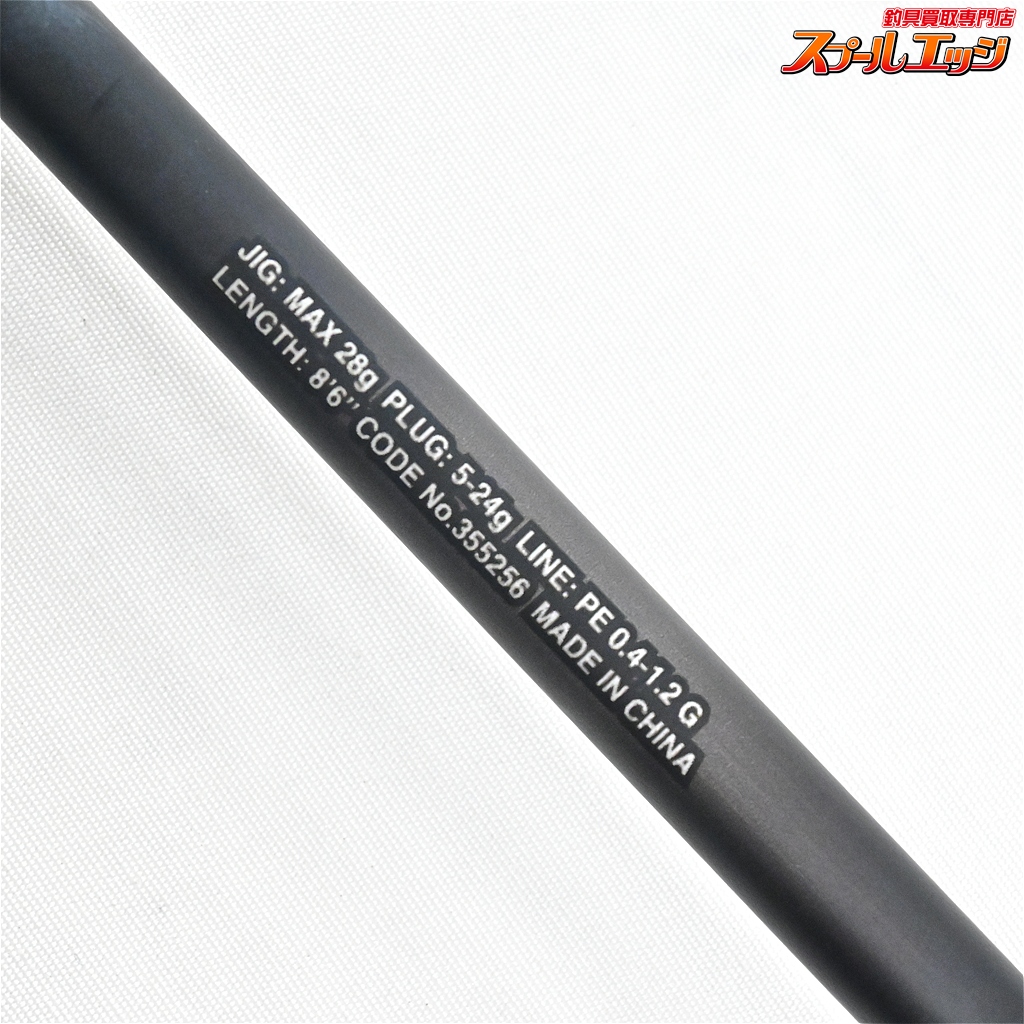 釣具買取専門店
スプールエッジ
JIG: MAX 28g | PLUG: 5-24g | LINE: PE 0.4-1.2 G
LENGTH: 8'6'' CODE No.355256 | MADE IN CHINA